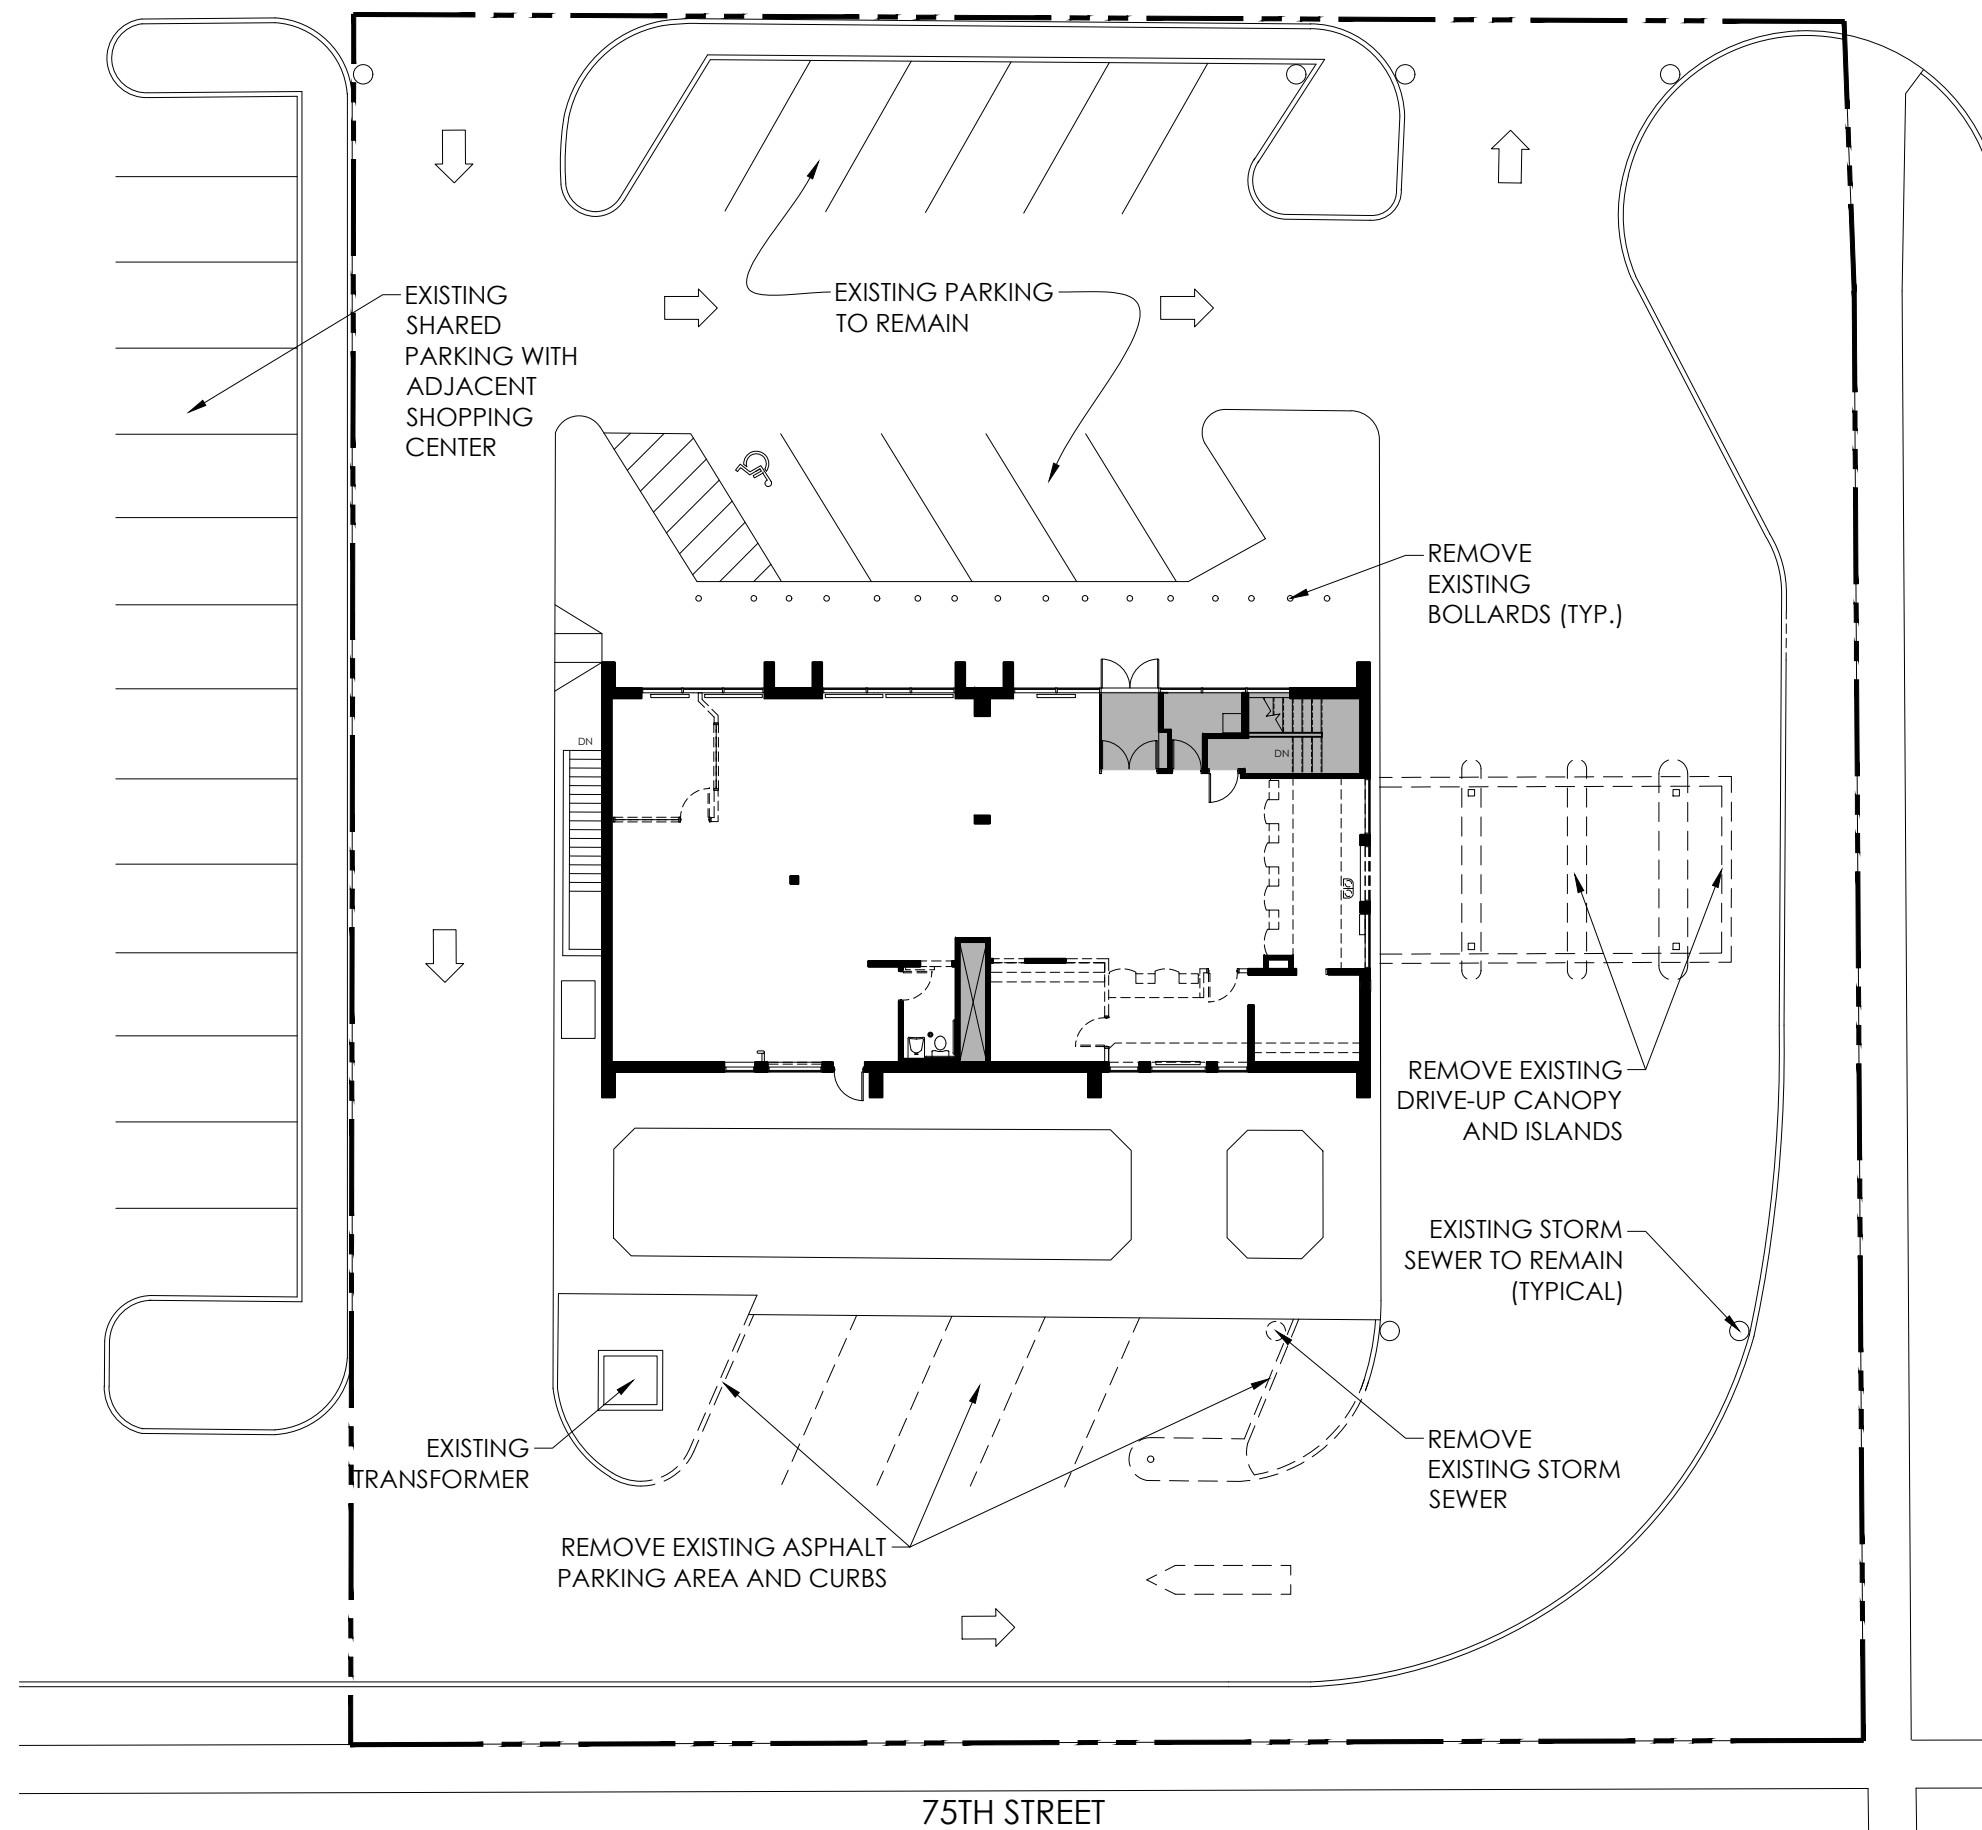 EXISTING
SHARED
PARKING WITH
ADJACENT
SHOPPING
CENTER
EXISTING PARKING
TO REMAIN
REMOVE
EXISTING
BOLLARDS (TYP.)
DN
DN
REMOVE EXISTING
DRIVE-UP CANOPY
AND ISLANDS
EXISTING STORM
SEWER TO REMAIN
(TYPICAL)
EXISTING
TRANSFORMER
REMOVE
EXISTING STORM
SEWER
REMOVE EXISTING ASPHALT
PARKING AREA AND CURBS
75TH STREET